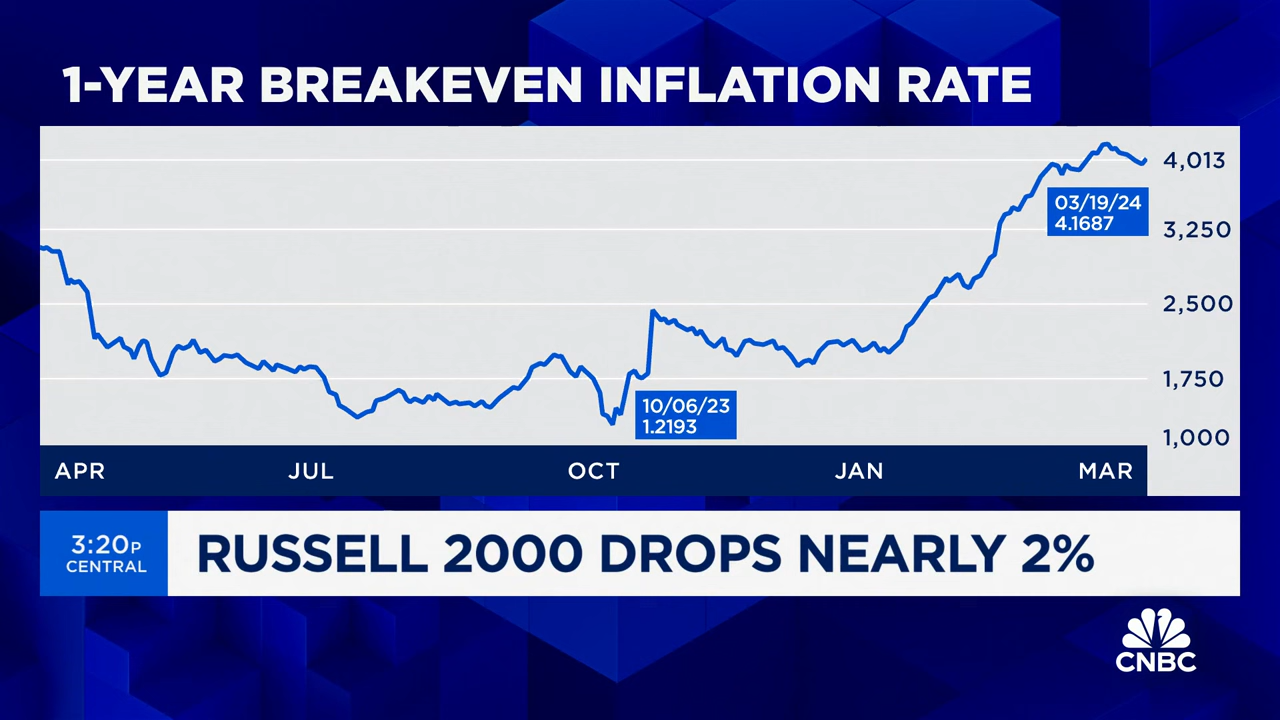 1-YEAR BREAKEVEN INFLATION RATE
4,013
03/19/24
4.1687
3,250
2,500
1,750
10/06/23
1.2193
1,000
APR JUL OCT JAN MAR
3:20P
CENTRAL
RUSSELL 2000 DROPS NEARLY 2%
CNBC